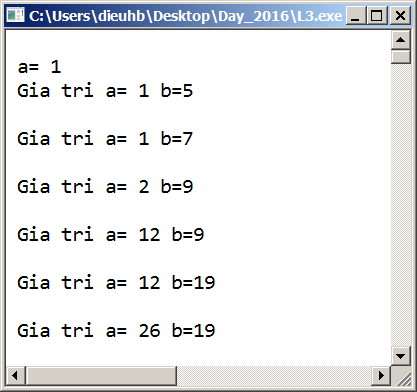 C:\Users\dieuhb\Desktop\Day_2016\L3.exe
a= 1
Gia tri a= 1 b=5
Gia tri a= 1 b=7
Gia tri a= 2 b=9
Gia tri a= 12 b=9
Gia tri a= 12 b=19
Gia tri a= 26 b=19